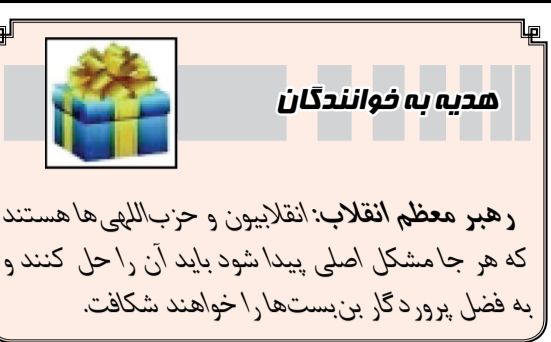 هدیه به خوانندگان
رهبر معظم انقلاب: انقلابیون و حزب‌اللهی‌ها هستند
که هر جا مشکل اصلی پیدا شود باید آن را حل کنند و
به فضل پروردگار بن‌بست‌ها را خواهند شکافت.